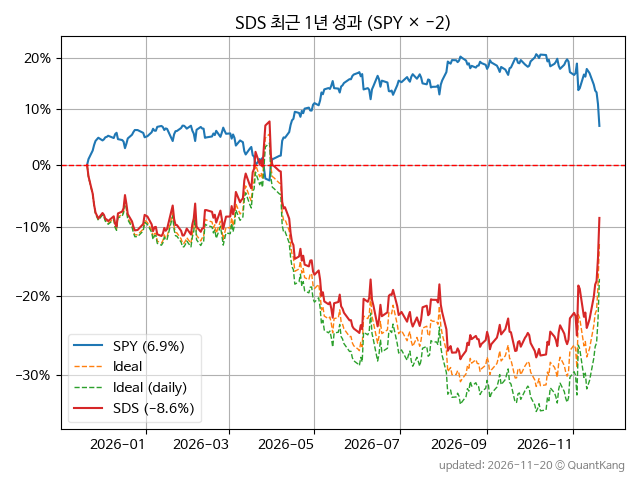 SDS 최근 1년 성과 (SPY × −2)
20%
10%
0%
−10%
−20%
−30%
SPY (6.9%)
Ideal
Ideal (daily)
SDS (−8.6%)
2026-01
2026-03
2026-05
2026-07
2026-09
2026-11
updated: 2026-11-20 © QuantKang